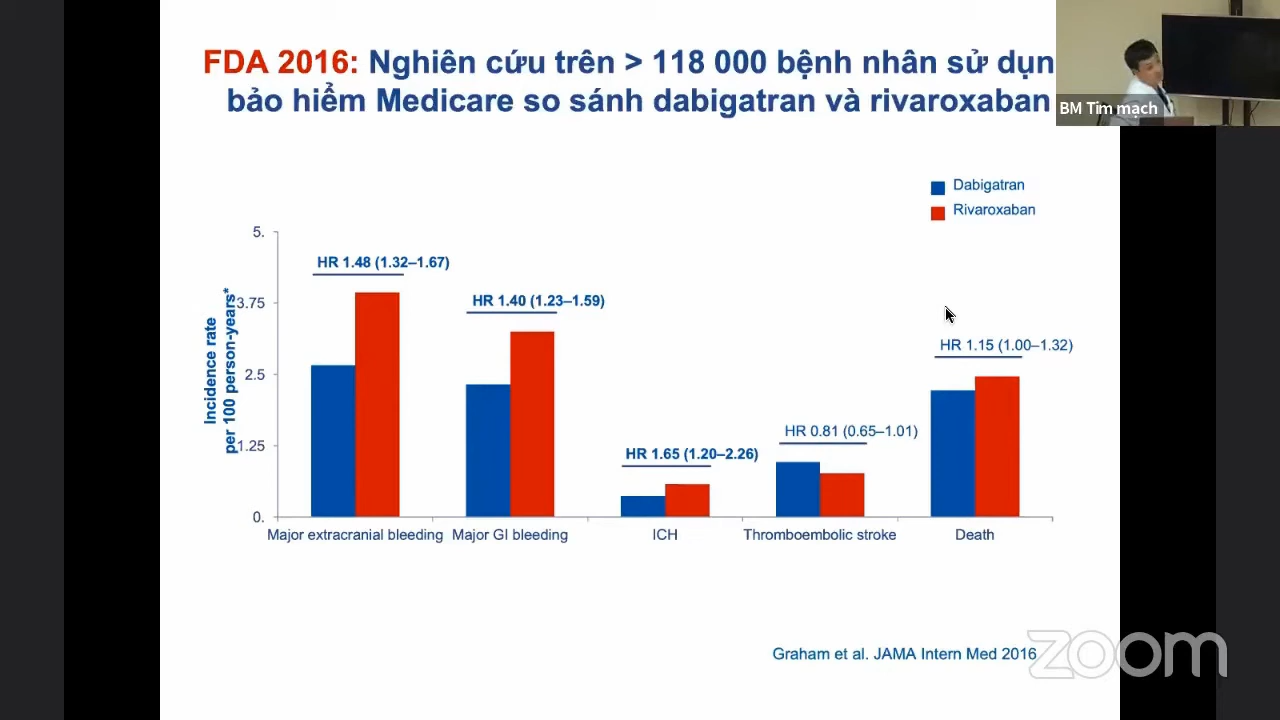 FDA 2016: Nghiên cứu trên > 118 000 bệnh nhân sử dụn
bảo hiểm Medicare so sánh dabigatran và rivaroxaban
BM Tim mạch
Dabigatran
Rivaroxaban
5.
3.75
2.5
1.25
0.
Incidence rate
per 100 person-years*
HR 1.48 (1.32–1.67)
HR 1.40 (1.23–1.59)
HR 1.65 (1.20–2.26)
HR 0.81 (0.65–1.01)
HR 1.15 (1.00–1.32)
Major extracranial bleeding
Major GI bleeding
ICH
Thromboembolic stroke
Death
Graham et al. JAMA Intern Med 2016
zoom